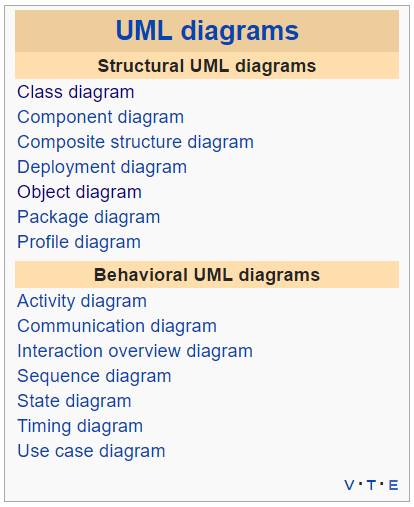 UML diagrams
Structural UML diagrams
Class diagram
Component diagram
Composite structure diagram
Deployment diagram
Object diagram
Package diagram
Profile diagram
Behavioral UML diagrams
Activity diagram
Communication diagram
Interaction overview diagram
Sequence diagram
State diagram
Timing diagram
Use case diagram
V · T · E